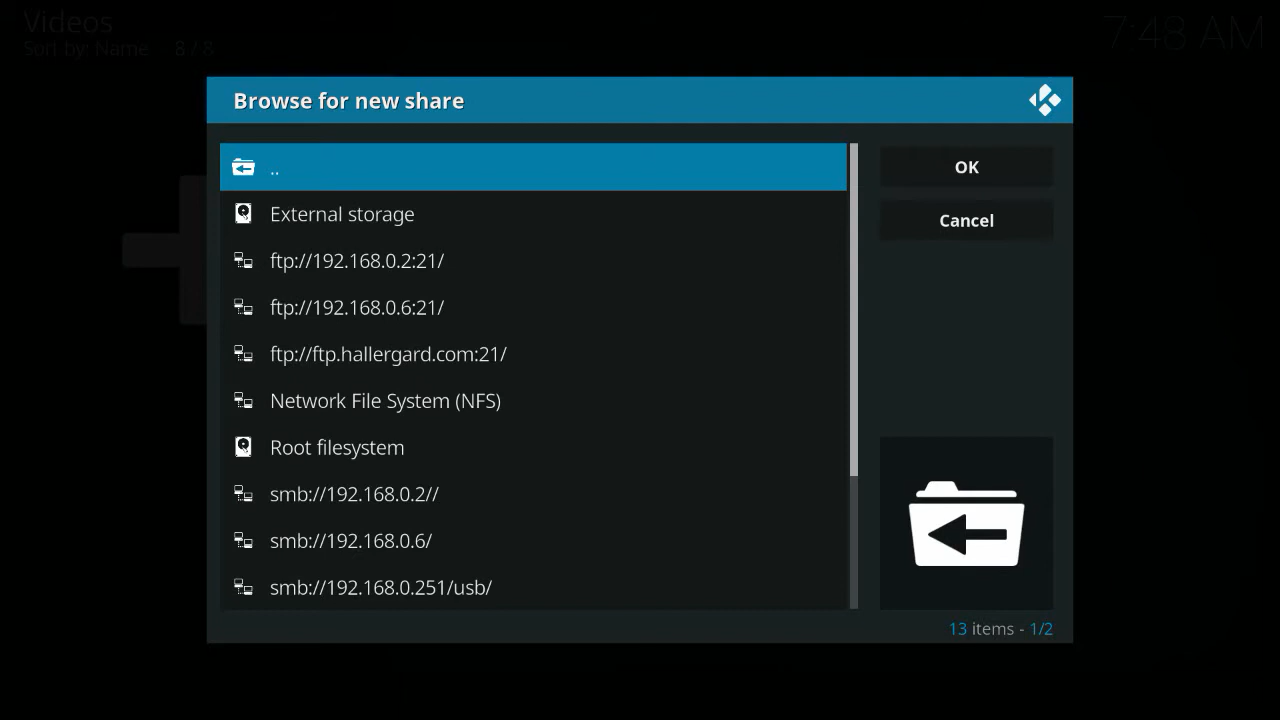 Videos
Sort by: Name 8 / 8
7:48 AM
Browse for new share
..
External storage
ftp://192.168.0.2:21/
ftp://192.168.0.6:21/
ftp://ftp.hallergard.com:21/
Network File System (NFS)
Root filesystem
smb://192.168.0.2//
smb://192.168.0.6/
smb://192.168.0.251/usb/
OK
Cancel
13 items - 1/2